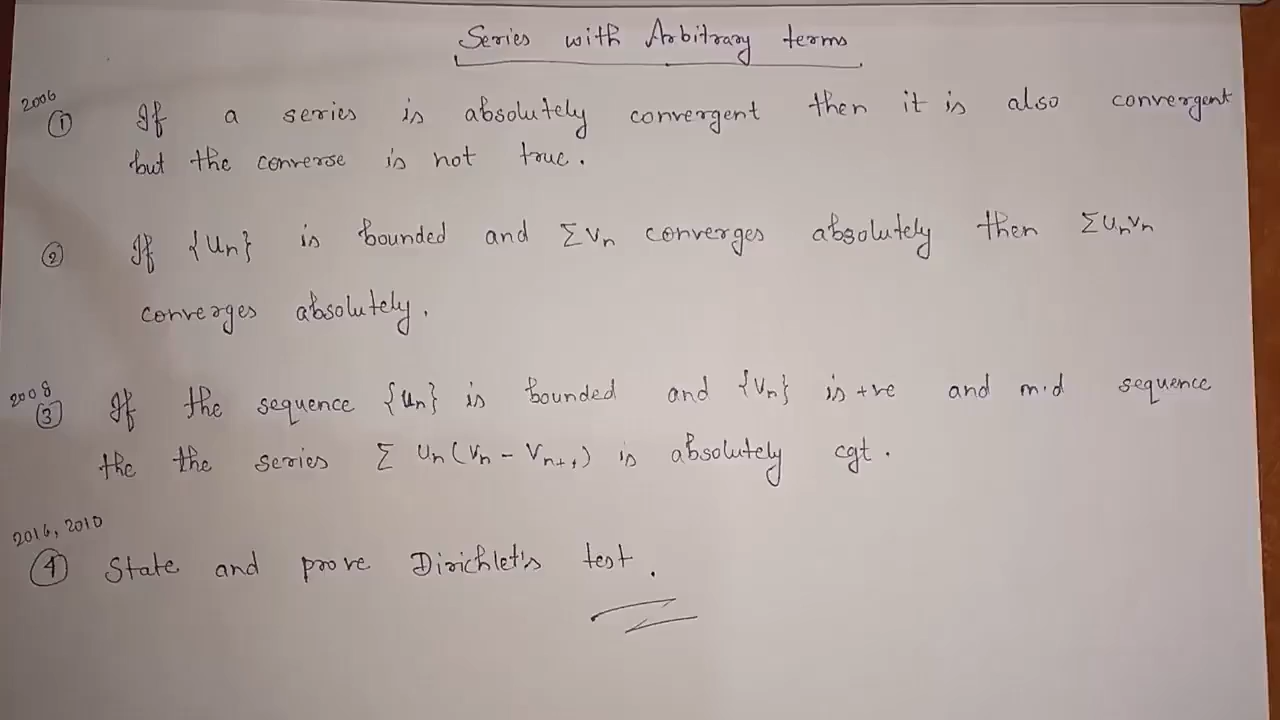 Series with Arbitrary terms
2006
① If a series is absolutely convergent then it is also convergent
but the converse is not true.
② If {un} is bounded and Σvn converges absolutely then Σunvn
converges absolutely.
2008
③ If the sequence {un} is bounded and {vn} is +ve and m.d sequence
the the series Σ un(vn - vn+1) is absolutely cgt.
2016, 2010
④ State and prove Dirichlet's test.